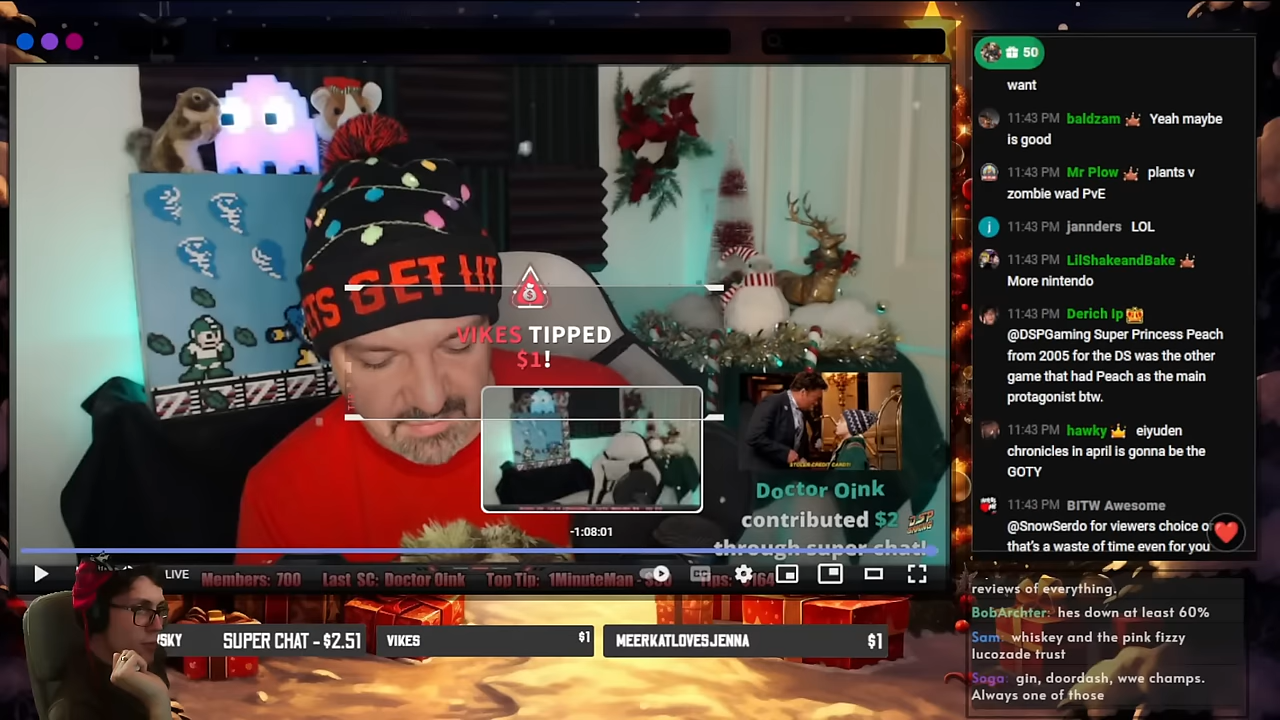 50
want
11:43 PM baldzam Yeah maybe
is good
11:43 PM Mr Plow plants v
zombie wad PvE
j 11:43 PM jannders LOL
11:43 PM LilShakeandBake
More nintendo
11:43 PM Derich Ip
@DSPGaming Super Princess Peach
from 2005 for the DS was the other
game that had Peach as the main
protagonist btw.
11:43 PM hawky eiyuden
chronicles in april is gonna be the
GOTY
11:43 PM BITW Awesome
@SnowSerdo for viewers choice
that's a waste of time even for you
TS GET LIT
VIKES TIPPED
$1!
STOLEN CREDIT CARD?!
Doctor Oink
contributed $2
through super chat!
-1:08:01
LIVE
Members: 700 Last SC: Doctor Oink Top Tip: 1MinuteMan
SUPER CHAT - $2.51
VIKES $1
MEERKATLOVESJENNA $1
reviews of everything.
BobArchter: hes down at least 60%
Sam: whiskey and the pink fizzy
lucozade trust
Soga: gin, doordash, wwe champs.
Always one of those